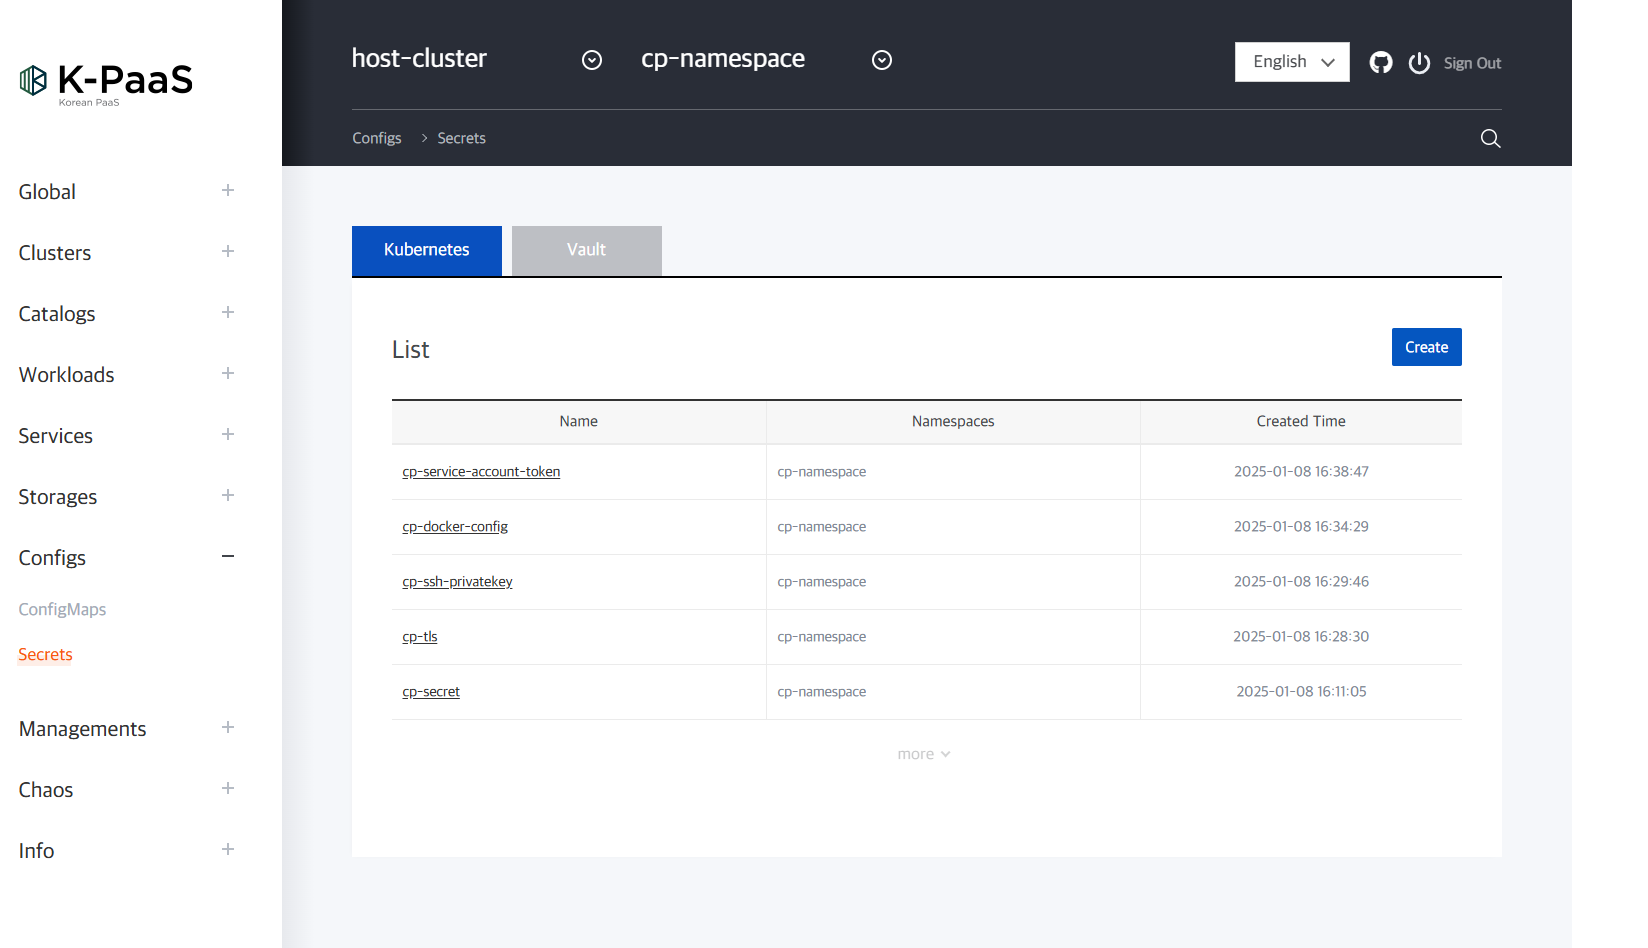 K-PaaS
Korean PaaS
host-cluster
cp-namespace
English
Sign Out
Configs > Secrets
Global
Clusters
Catalogs
Workloads
Services
Storages
Configs
ConfigMaps
Secrets
Managements
Chaos
Info
Kubernetes
Vault
List
Create
Name Namespaces Created Time
cp-service-account-token cp-namespace 2025-01-08 16:38:47
cp-docker-config cp-namespace 2025-01-08 16:34:29
cp-ssh-privatekey cp-namespace 2025-01-08 16:29:46
cp-tls cp-namespace 2025-01-08 16:28:30
cp-secret cp-namespace 2025-01-08 16:11:05
more